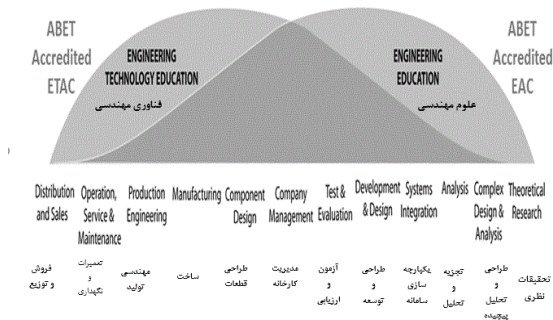 ABET
Accredited
ETAC
ENGINEERING
TECHNOLOGY EDUCATION
فناوری مهندسی
ENGINEERING
EDUCATION
علوم مهندسی
ABET
Accredited
EAC
Distribution
and Sales
Operation,
Service &
Maintenance
Production
Engineering
Manufacturing
Component
Design
Company
Management
Test &
Evaluation
Development
& Design
Systems
Integration
Analysis
Complex
Design &
Analysis
Theoretical
Research
فروش
و توزیع
تعمیرات
و
نگهداری
مهندسی
تولید
ساخت
طراحی
قطعات
مدیریت
کارخانه
آزمون
و
ارزیابی
طراحی
و
توسعه
یکپارچه
سازی
سامانه
تجزیه
و
تحلیل
طراحی
و
تحلیل
پیچیده
تحقیقات
نظری